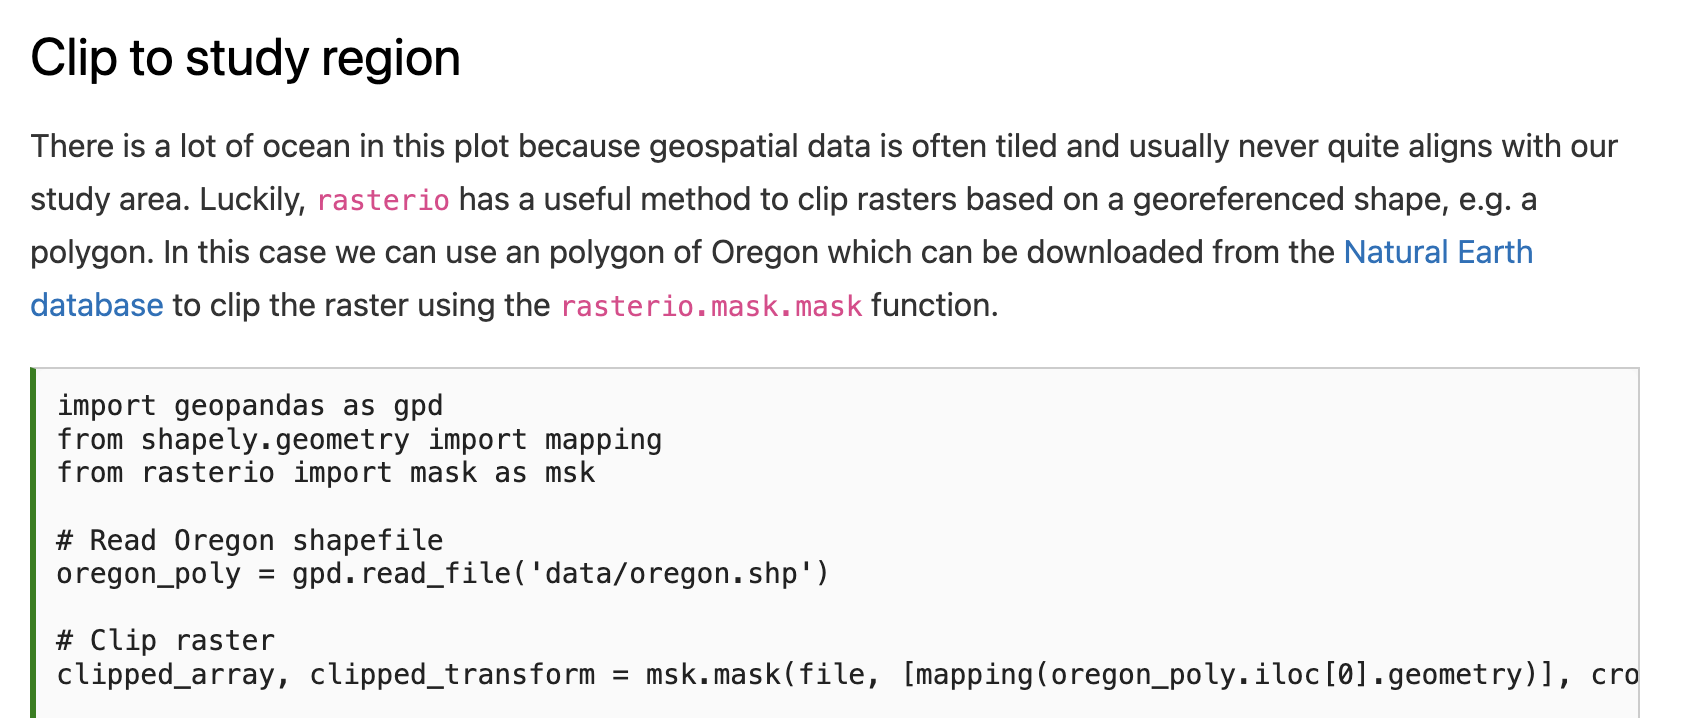 Clip to study region
There is a lot of ocean in this plot because geospatial data is often tiled and usually never quite aligns with our
study area. Luckily, rasterio has a useful method to clip rasters based on a georeferenced shape, e.g. a
polygon. In this case we can use an polygon of Oregon which can be downloaded from the Natural Earth
database to clip the raster using the rasterio.mask.mask function.
import geopandas as gpd
from shapely.geometry import mapping
from rasterio import mask as msk
# Read Oregon shapefile
oregon_poly = gpd.read_file('data/oregon.shp')
# Clip raster
clipped_array, clipped_transform = msk.mask(file, [mapping(oregon_poly.iloc[0].geometry)], cro